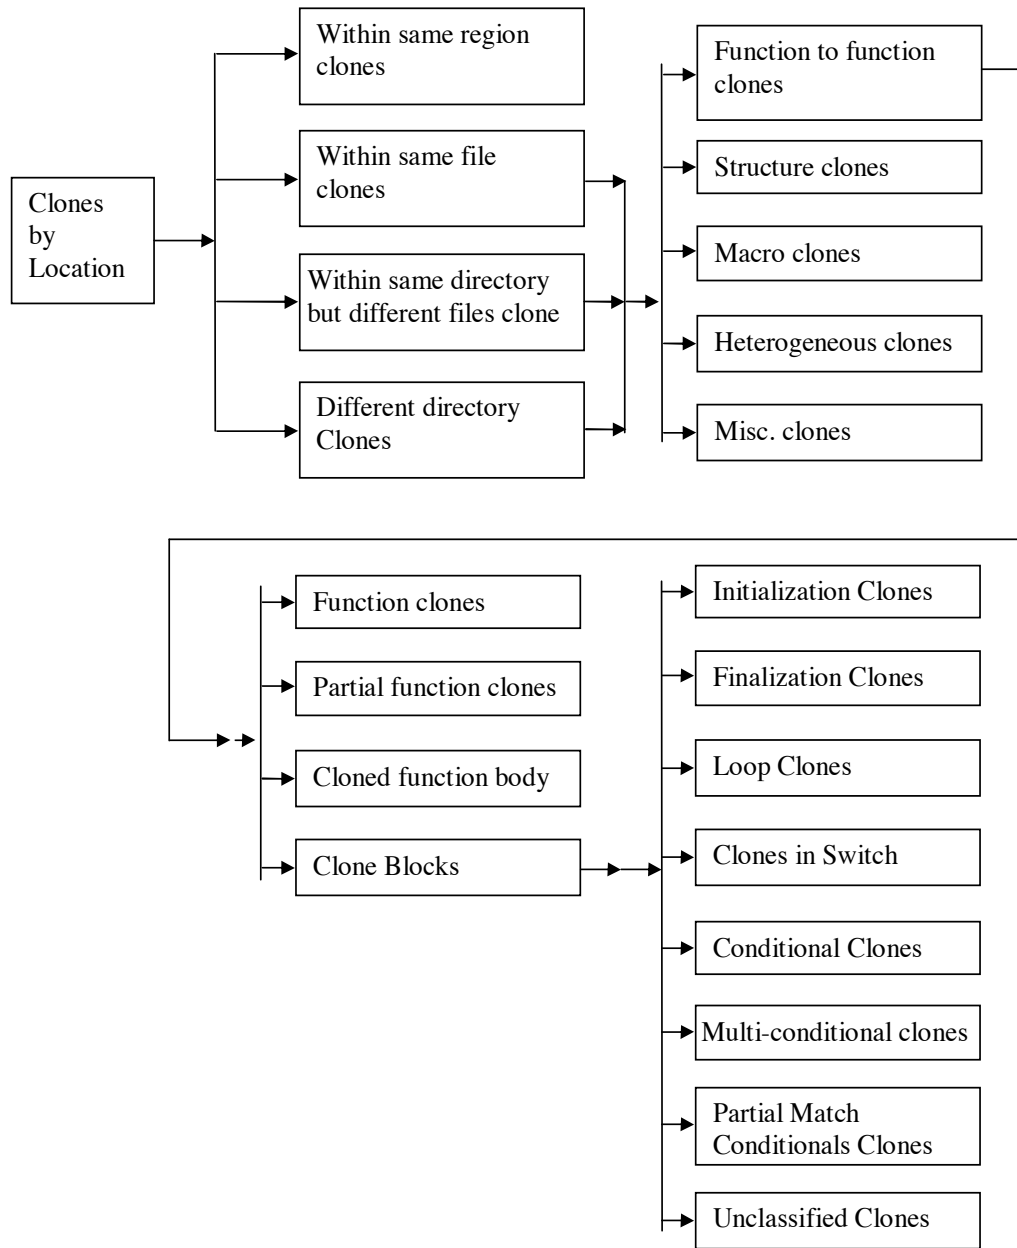 Clones
by
Location
Within same region
clones
Within same file
clones
Within same directory
but different files clone
Different directory
Clones
Function to function
clones
Structure clones
Macro clones
Heterogeneous clones
Misc. clones
Function clones
Partial function clones
Cloned function body
Clone Blocks
Initialization Clones
Finalization Clones
Loop Clones
Clones in Switch
Conditional Clones
Multi-conditional clones
Partial Match
Conditionals Clones
Unclassified Clones